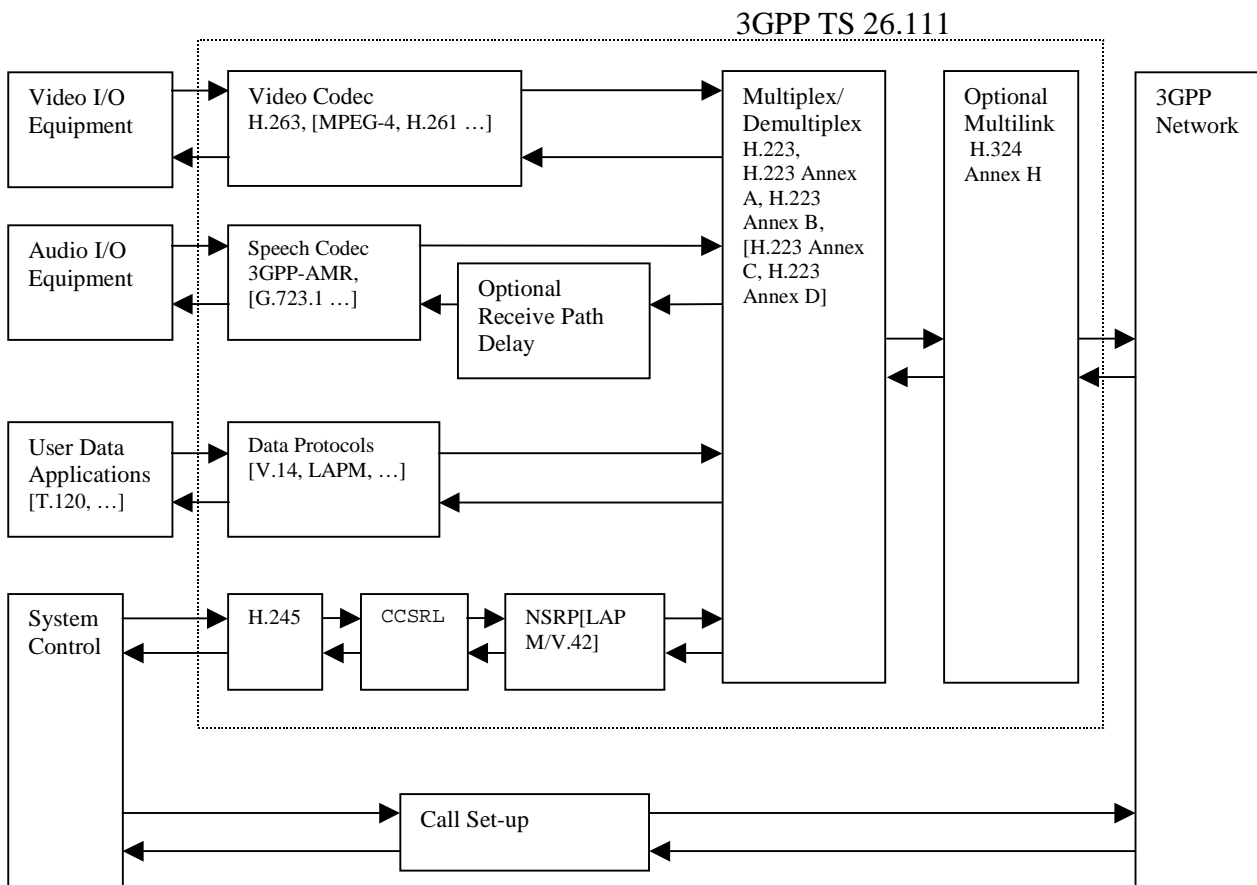 3GPP TS 26.111
Video I/O
Equipment
Video Codec
H.263, [MPEG-4, H.261 …]
Multiplex/
Demultiplex
H.223,
H.223 Annex
A, H.223
Annex B,
[H.223 Annex
C, H.223
Annex D]
Optional
Multilink
H.324
Annex H
3GPP
Network
Audio I/O
Equipment
Speech Codec
3GPP-AMR,
[G.723.1 …]
Optional
Receive Path
Delay
User Data
Applications
[T.120, …]
Data Protocols
[V.14, LAPM, …]
System
Control
H.245
CCSRL
NSRP[LAP
M/V.42]
Call Set-up